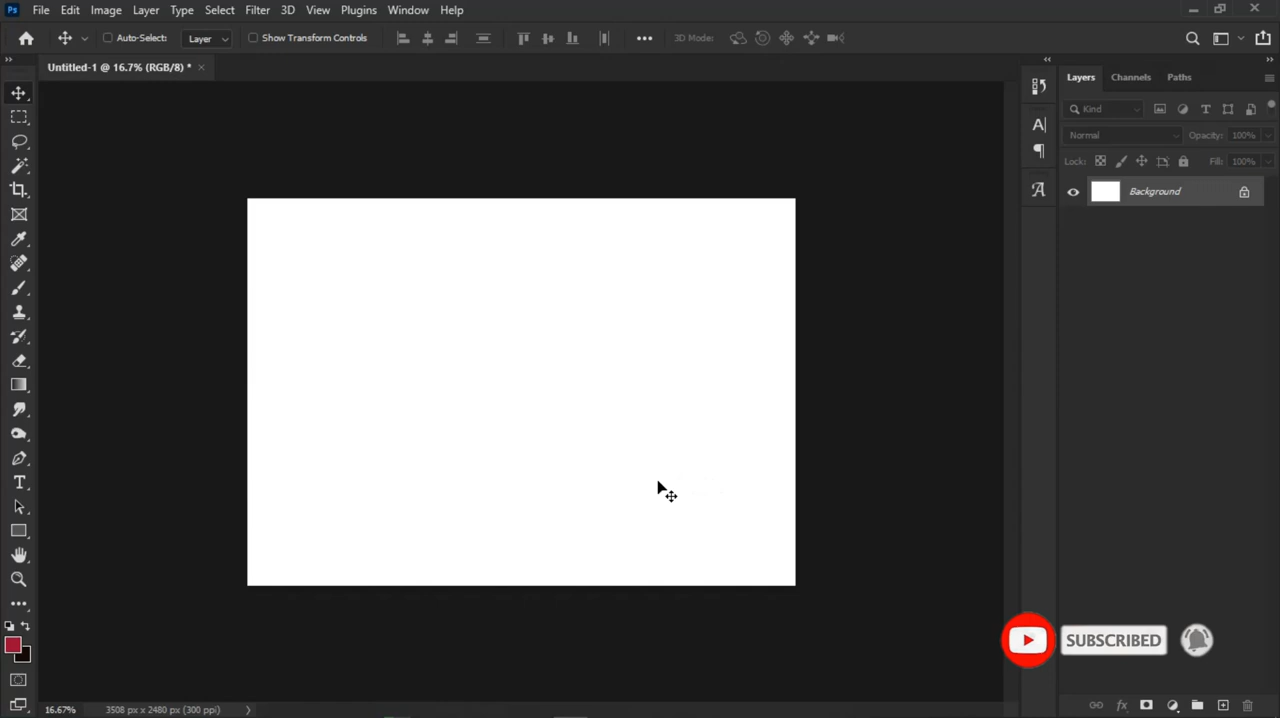 Ps File Edit Image Layer Type Select Filter 3D View Plugins Window Help
Auto-Select: Layer Show Transform Controls 3D Mode:
Untitled-1 @ 16.7% (RGB/8) *
Layers Channels Paths
Kind
Normal Opacity: 100%
Lock: Fill: 100%
Background
SUBSCRIBED
16.67% 3508 px x 2480 px (300 ppi)